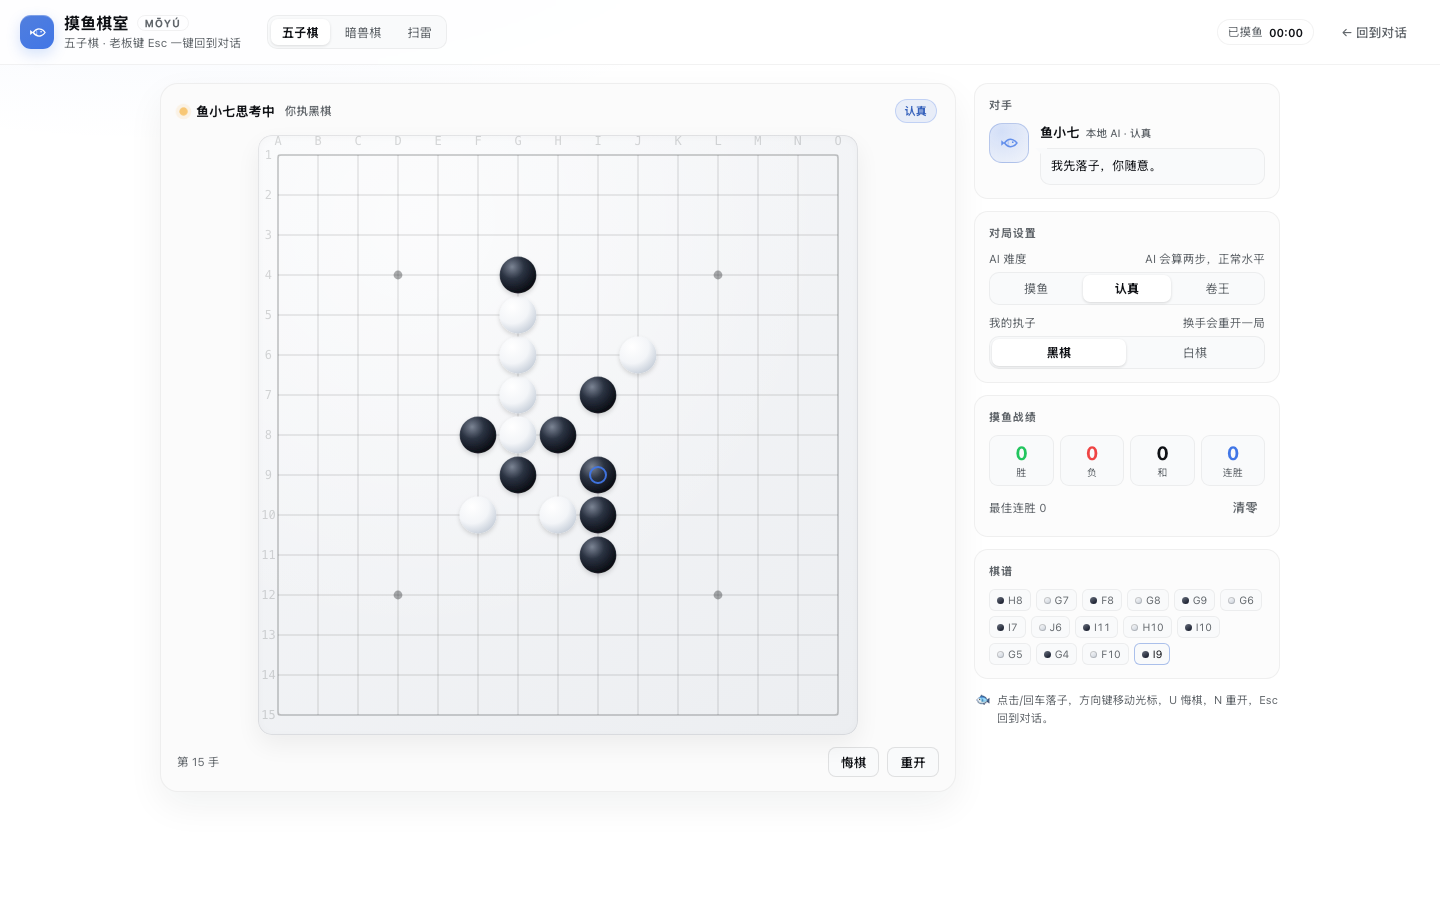 摸鱼棋室 MŌYÚ
五子棋 · 老板键 Esc 一键回到对话
五子棋 暗兽棋 扫雷
已摸鱼 00:00
← 回到对话
鱼小七思考中 你执黑棋
认真
A B C D E F G H I J K L M N O
1
2
3
4
5
6
7
8
9
10
11
12
13
14
15
第 15 手
悔棋 重开
对手
鱼小七 本地 AI · 认真
我先落子，你随意。
对局设置
AI 难度 AI 会算两步，正常水平
摸鱼 认真 卷王
我的执子 换手会重开一局
黑棋 白棋
摸鱼战绩
0 0 0 0
胜 负 和 连胜
最佳连胜 0 清零
棋谱
H8 G7 F8 G8 G9 G6
I7 J6 I11 H10 I10
G5 G4 F10 I9
点击/回车落子，方向键移动光标，U 悔棋，N 重开，Esc
回到对话。